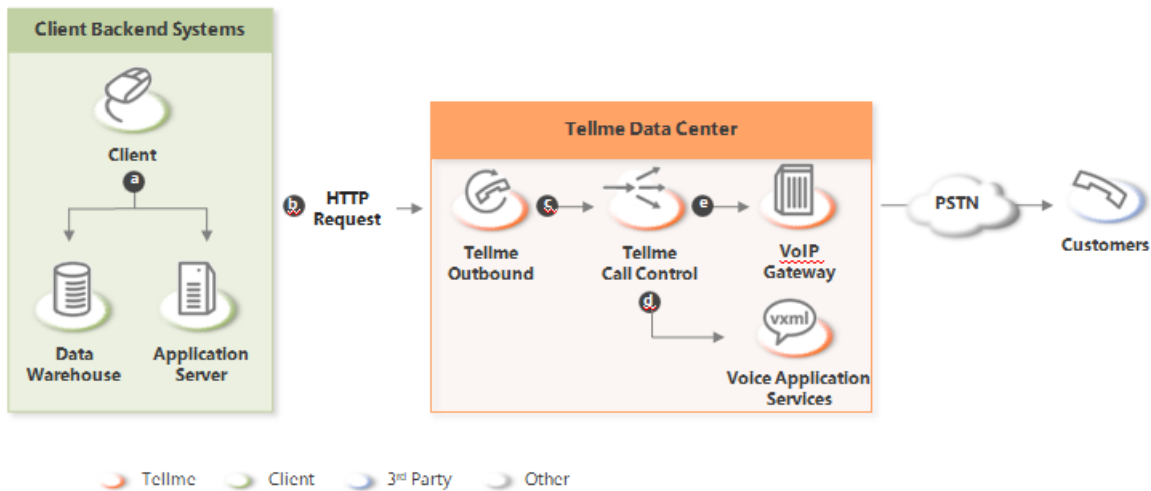 Client Backend Systems
Client
a
Data
Warehouse
Application
Server
b
HTTP
Request
Tellme Data Center
Tellme
Outbound
c
Tellme
Call Control
e
VoIP
Gateway
d
vxml
Voice Application
Services
PSTN
Customers
Tellme
Client
3rd Party
Other